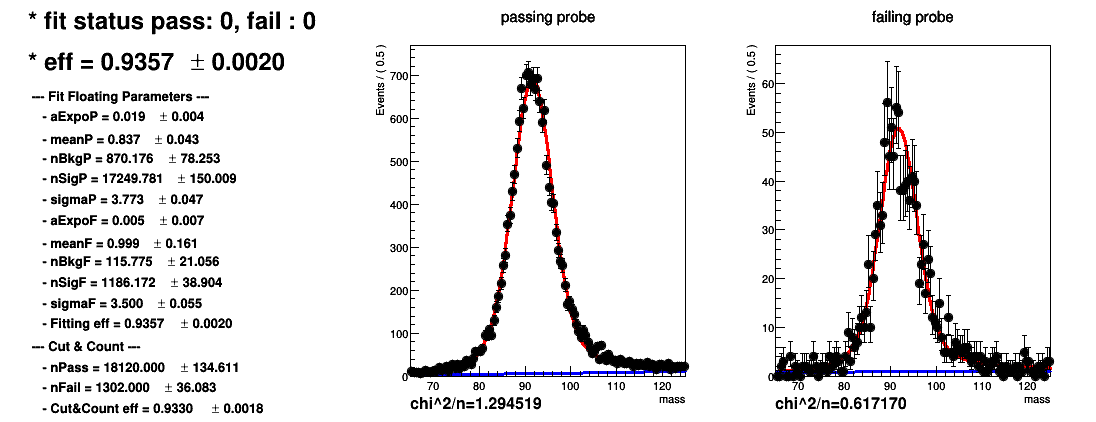 * fit status pass: 0, fail : 0
* eff = 0.9357 ± 0.0020
--- Fit Floating Parameters ---
- aExpoP = 0.019 ± 0.004
- meanP = 0.837 ± 0.043
- nBkgP = 870.176 ± 78.253
- nSigP = 17249.781 ± 150.009
- sigmaP = 3.773 ± 0.047
- aExpoF = 0.005 ± 0.007
- meanF = 0.999 ± 0.161
- nBkgF = 115.775 ± 21.056
- nSigF = 1186.172 ± 38.904
- sigmaF = 3.500 ± 0.055
- Fitting eff = 0.9357 ± 0.0020
--- Cut & Count ---
- nPass = 18120.000 ± 134.611
- nFail = 1302.000 ± 36.083
- Cut&Count eff = 0.9330 ± 0.0018
passing probe
Events / ( 0.5 )
700
600
500
400
300
200
100
0
70 80 90 100 110 120
mass
chi^2/n=1.294519
failing probe
Events / ( 0.5 )
60
50
40
30
20
10
0
70 80 90 100 110 120
mass
chi^2/n=0.617170